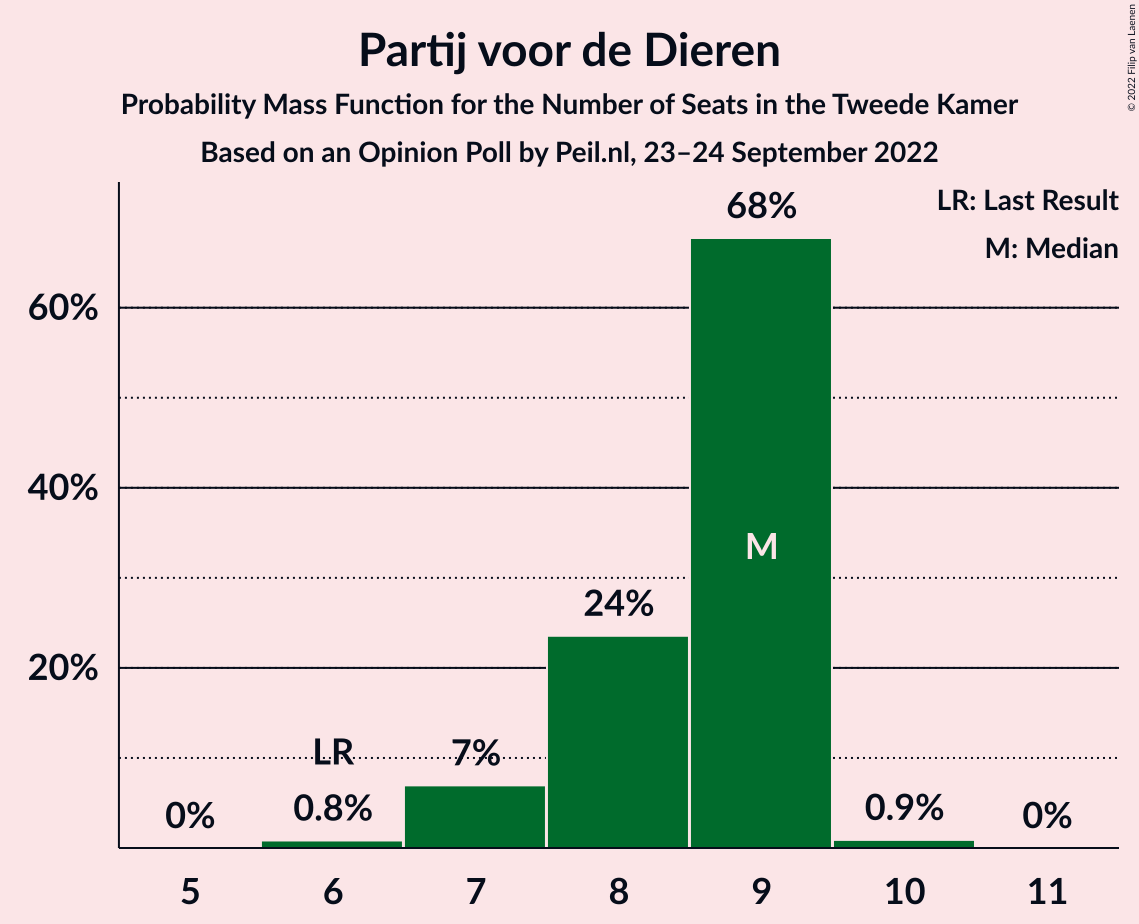 Partij voor de Dieren
Probability Mass Function for the Number of Seats in the Tweede Kamer
Based on an Opinion Poll by Peil.nl, 23–24 September 2022
© 2022 Filip van Laenen
LR: Last Result
M: Median
68%
60%
40%
M
24%
20%
LR
7%
0%
0.8%
0.9%
0%
5 6 7 8 9 10 11